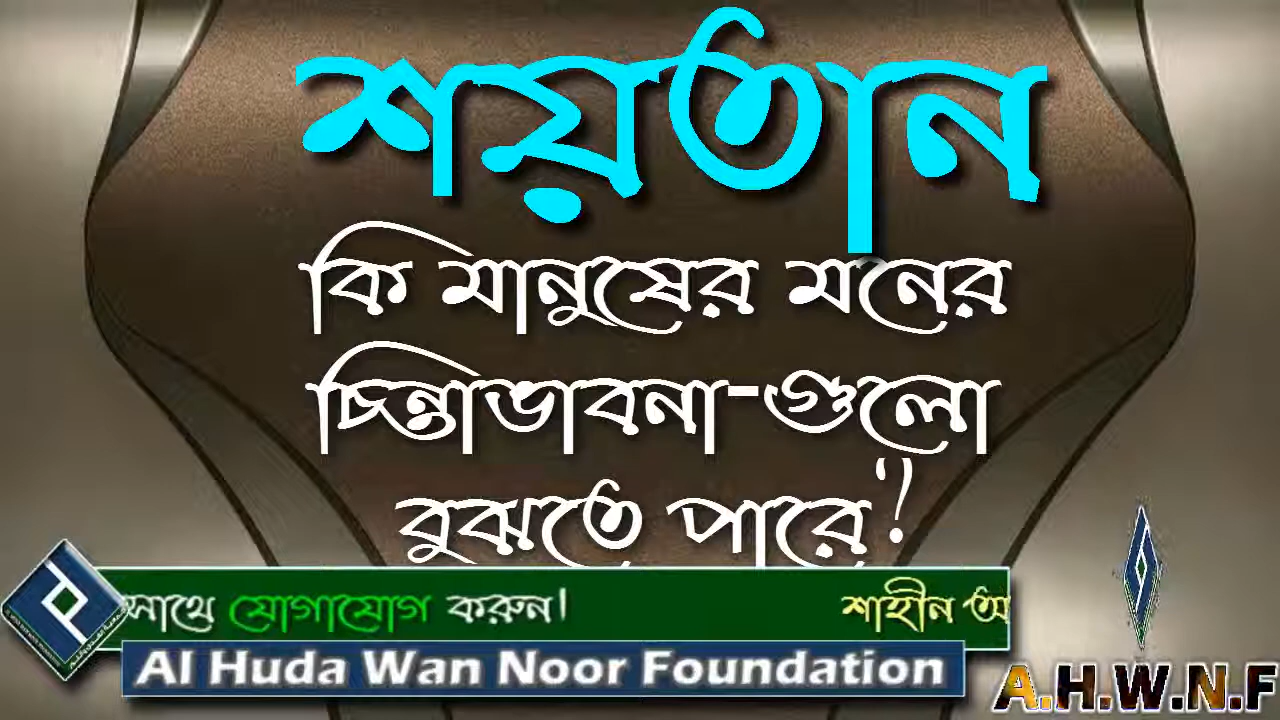 শয়তান
কি মানুষের মনের
চিন্তাভাবনা-গুলো
বুঝতে পারে?
সাথে যোগাযোগ করুন। শাহীন অ
Al Huda Wan Noor Foundation
A.H.W.N.F